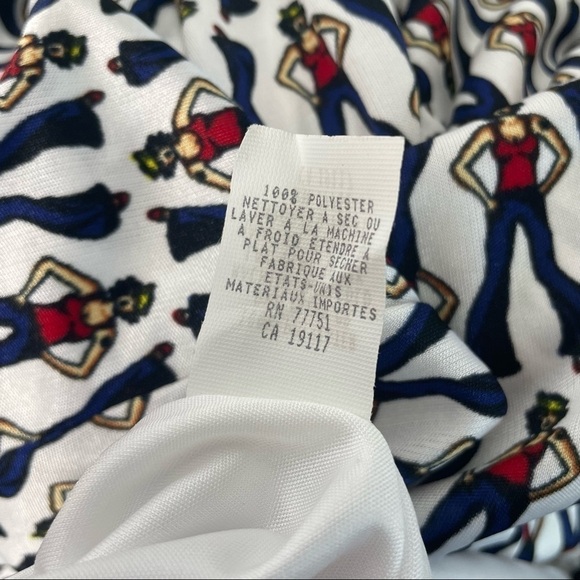 100% POLYESTER
NETTOYER A SEC OU
LAVER A LA MACHINE
A FROID ETENDRE A
PLAT POUR SECHER
FABRIQUE AUX
ETATS-UNIS
MATERIAUX IMPORTES
RN 77751
CA 19117